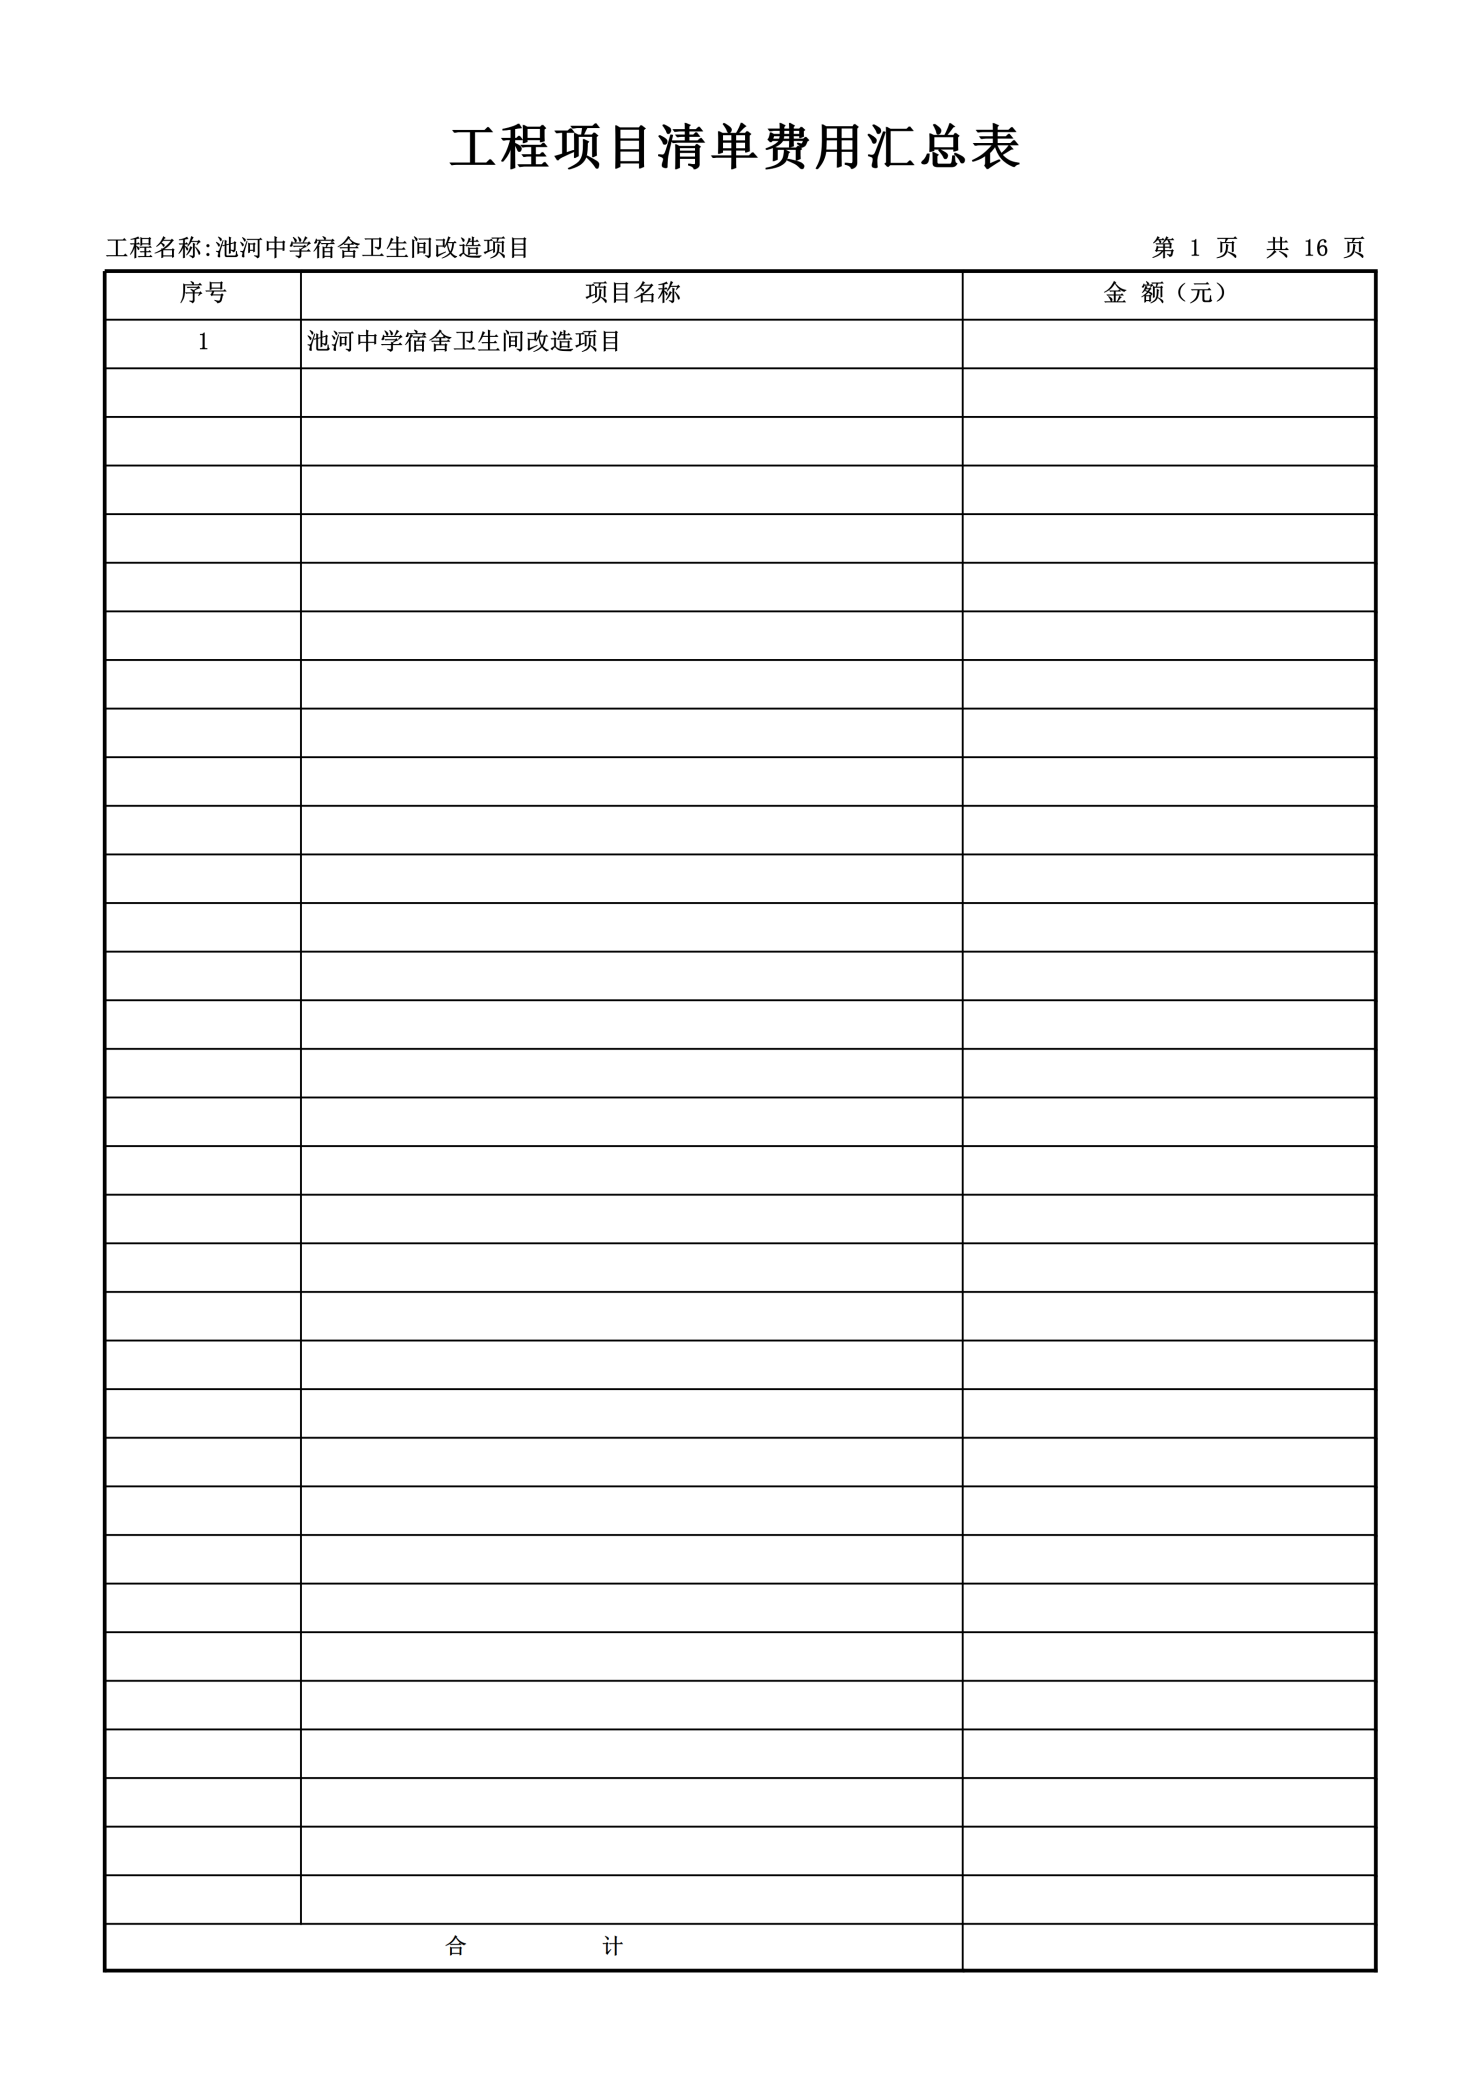 工程项目清单费用汇总表
工程名称:池河中学宿舍卫生间改造项目 第 1 页 共 16 页
序号 项目名称 金 额（元）
1 池河中学宿舍卫生间改造项目
合 计